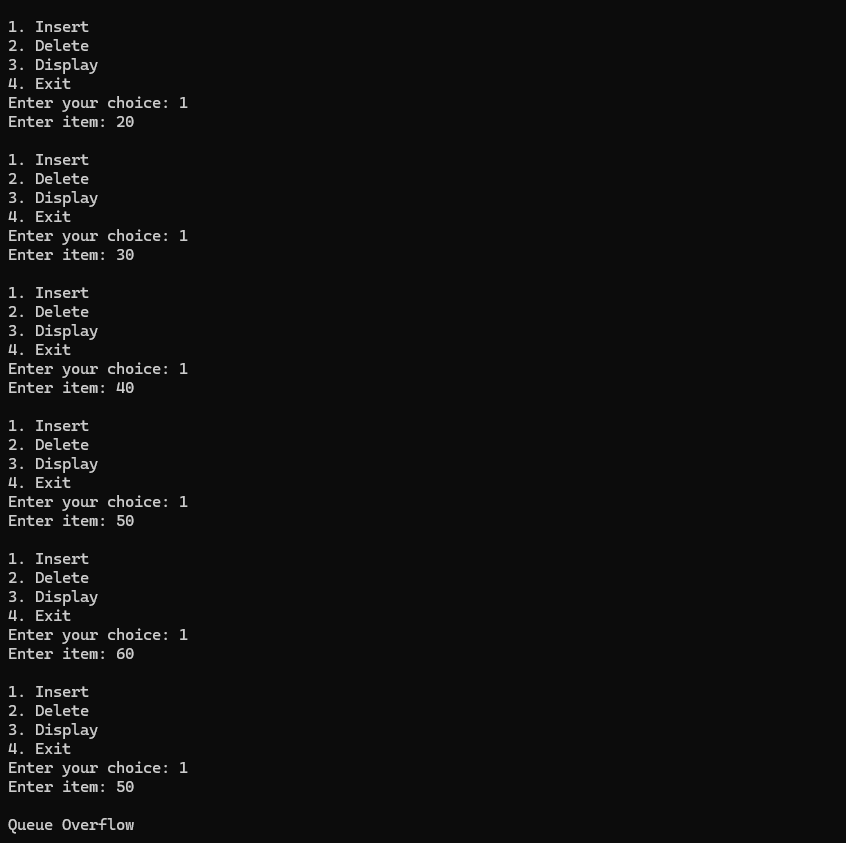 1. Insert
2. Delete
3. Display
4. Exit
Enter your choice: 1
Enter item: 20
1. Insert
2. Delete
3. Display
4. Exit
Enter your choice: 1
Enter item: 30
1. Insert
2. Delete
3. Display
4. Exit
Enter your choice: 1
Enter item: 40
1. Insert
2. Delete
3. Display
4. Exit
Enter your choice: 1
Enter item: 50
1. Insert
2. Delete
3. Display
4. Exit
Enter your choice: 1
Enter item: 60
1. Insert
2. Delete
3. Display
4. Exit
Enter your choice: 1
Enter item: 50
Queue Overflow